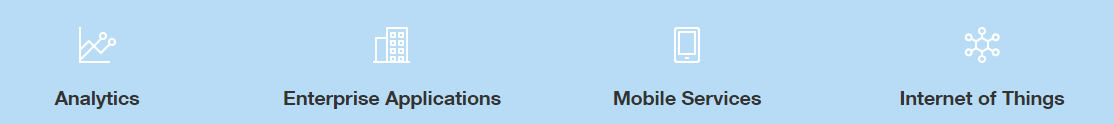 Analytics
Enterprise Applications
Mobile Services
Internet of Things